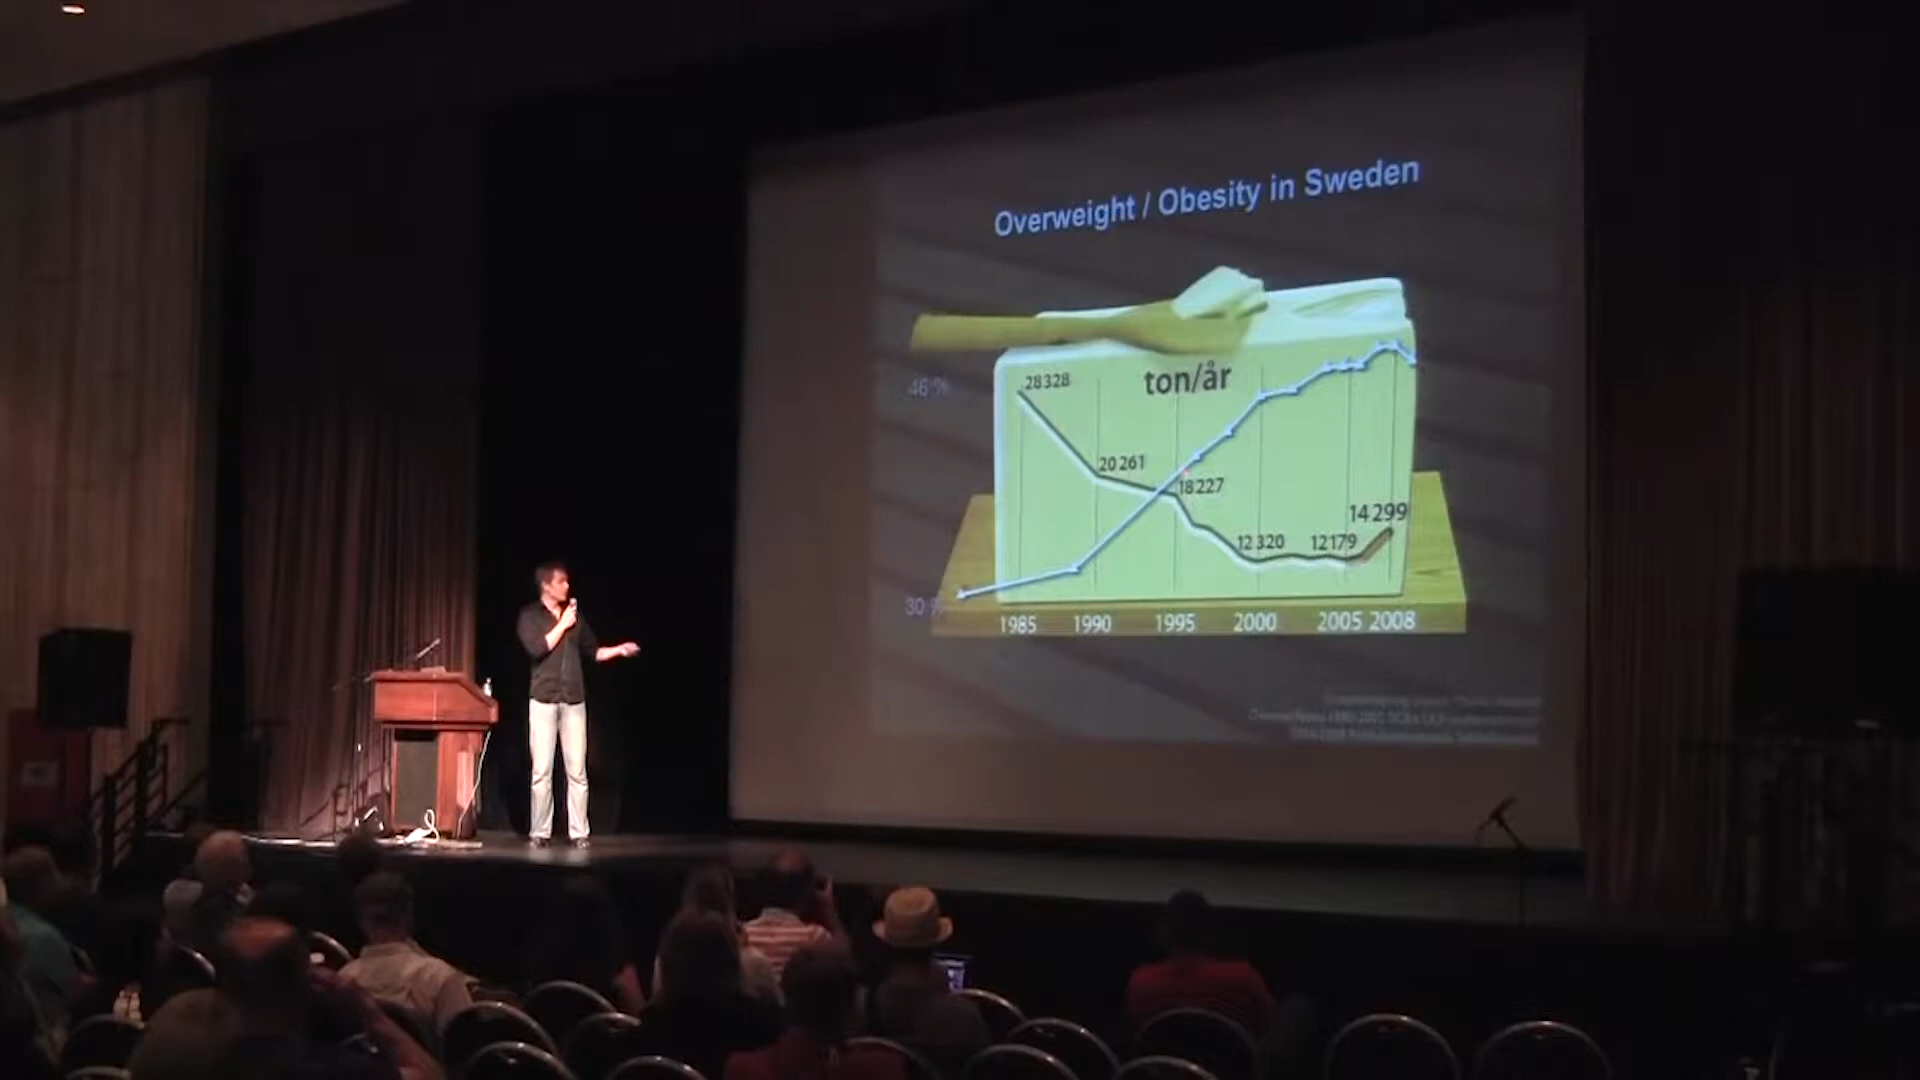 Overweight / Obesity in Sweden
46 %
28 328
ton/år
20 261
18 227
14 299
12 320
12 179
30 %
1985 1990 1995 2000 2005 2008